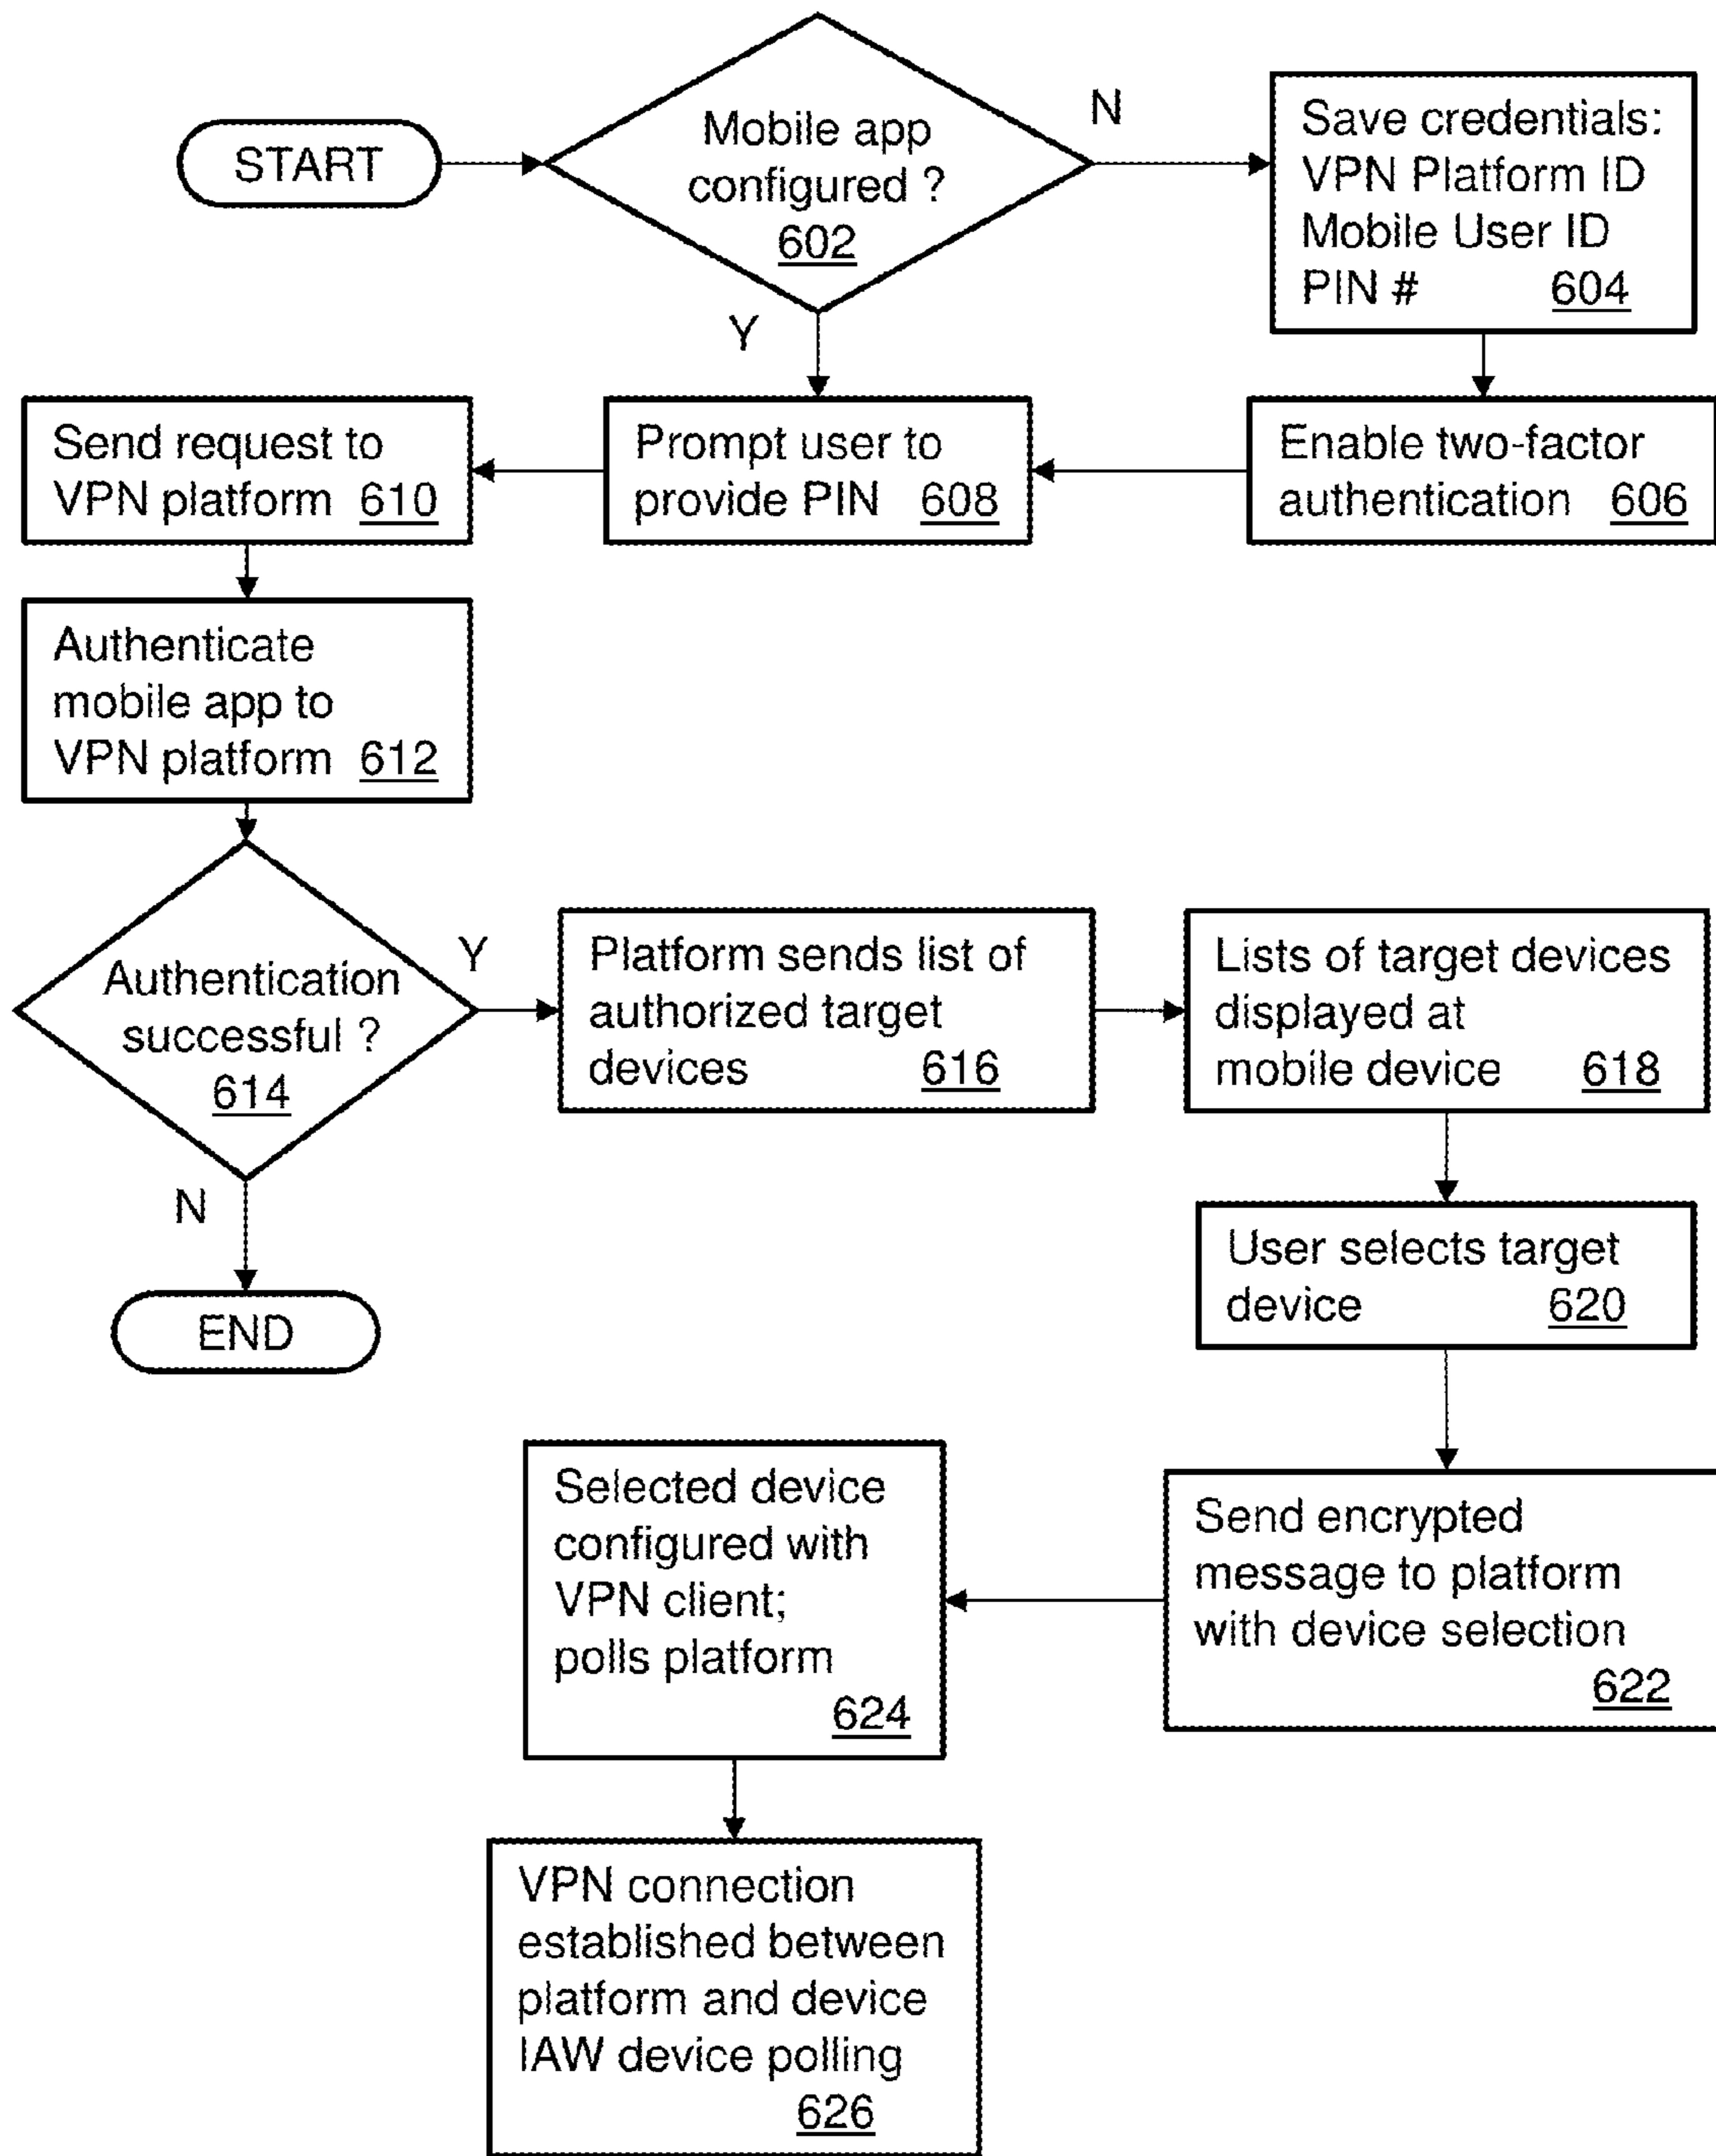 START
Mobile app
configured ?
602
N
Save credentials:
VPN Platform ID
Mobile User ID
PIN # 604
Y
Send request to
VPN platform 610
Prompt user to
provide PIN 608
Enable two-factor
authentication 606
Authenticate
mobile app to
VPN platform 612
Authentication
successful ?
614
Y
Platform sends list of
authorized target
devices 616
Lists of target devices
displayed at
mobile device 618
N
END
User selects target
device 620
Send encrypted
message to platform
with device selection
622
Selected device
configured with
VPN client;
polls platform
624
VPN connection
established between
platform and device
IAW device polling
626